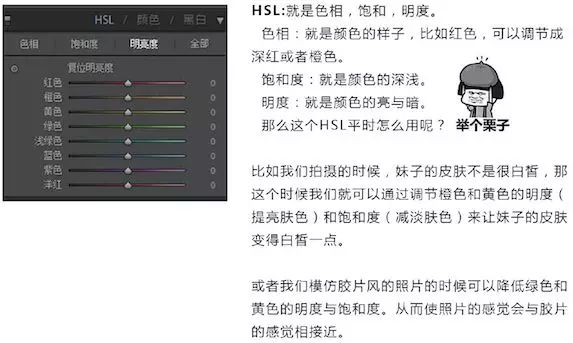 HSL / 颜色 / 黑白
色相 饱和度 明亮度 全部
复位明亮度
红色 0
橙色 0
黄色 0
绿色 0
浅绿色 0
蓝色 0
紫色 0
洋红 0
HSL:就是色相，饱和，明度。
色相：就是颜色的样子，比如红色，可以调节成
深红或者橙色。
饱和度：就是颜色的深浅。
明度：就是颜色的亮与暗。
那么这个HSL平时怎么用呢？
举个栗子
比如我们拍摄的时候，妹子的皮肤不是很白皙，那
这个时候我们就可以通过调节橙色和黄色的明度（
提亮肤色）和饱和度（减淡肤色）来让妹子的皮肤
变得白皙一点。
或者我们模仿胶片风的照片的时候可以降低绿色和
黄色的明度与饱和度。从而使照片的感觉会与胶片
的感觉相接近。